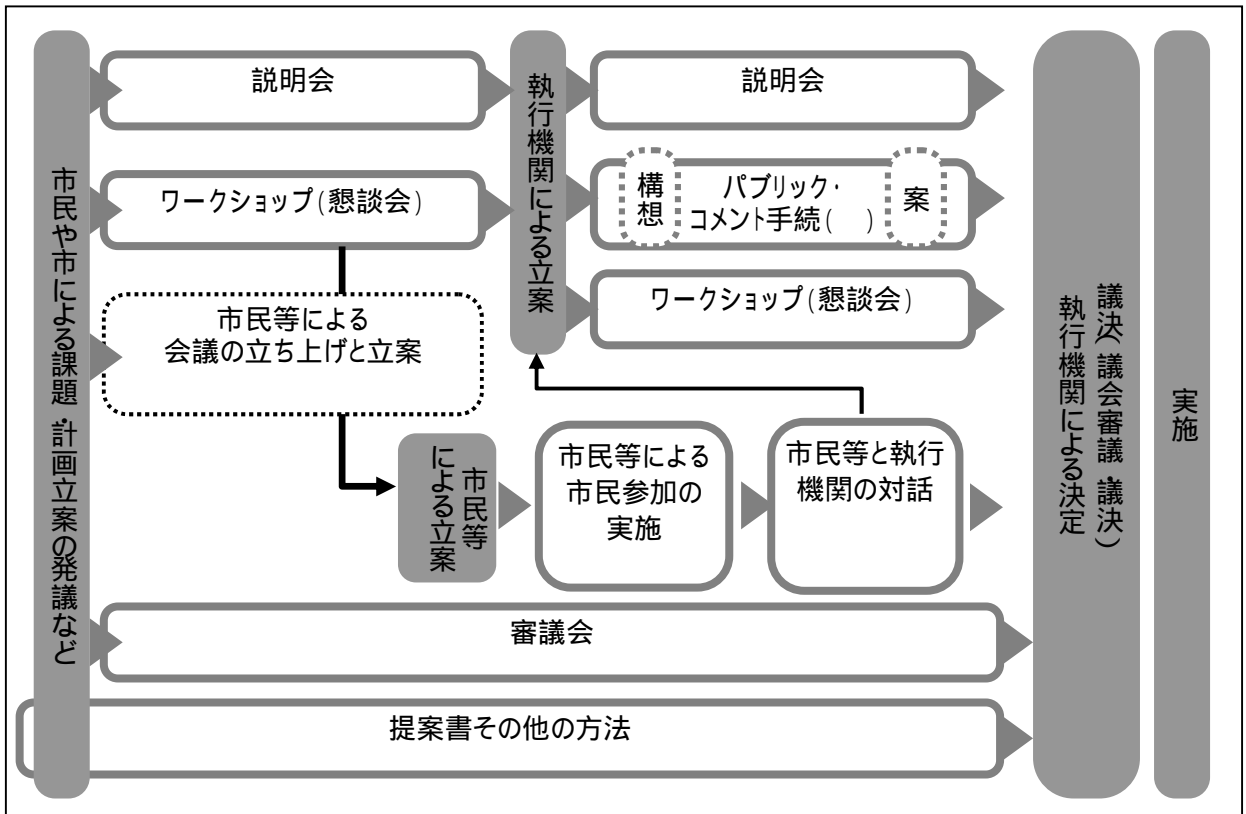 市民や市による課題・計画立案の発議など
説明会
ワークショップ(懇談会)
市民等による
会議の立ち上げと立案
執行機関による立案
説明会
構想
パブリック・
コメント手続(　)
案
ワークショップ(懇談会)
市民等
による立案
市民等による
市民参加の
実施
市民等と執行
機関の対話
審議会
提案書その他の方法
議決(議会審議・議決)
執行機関による決定
実施